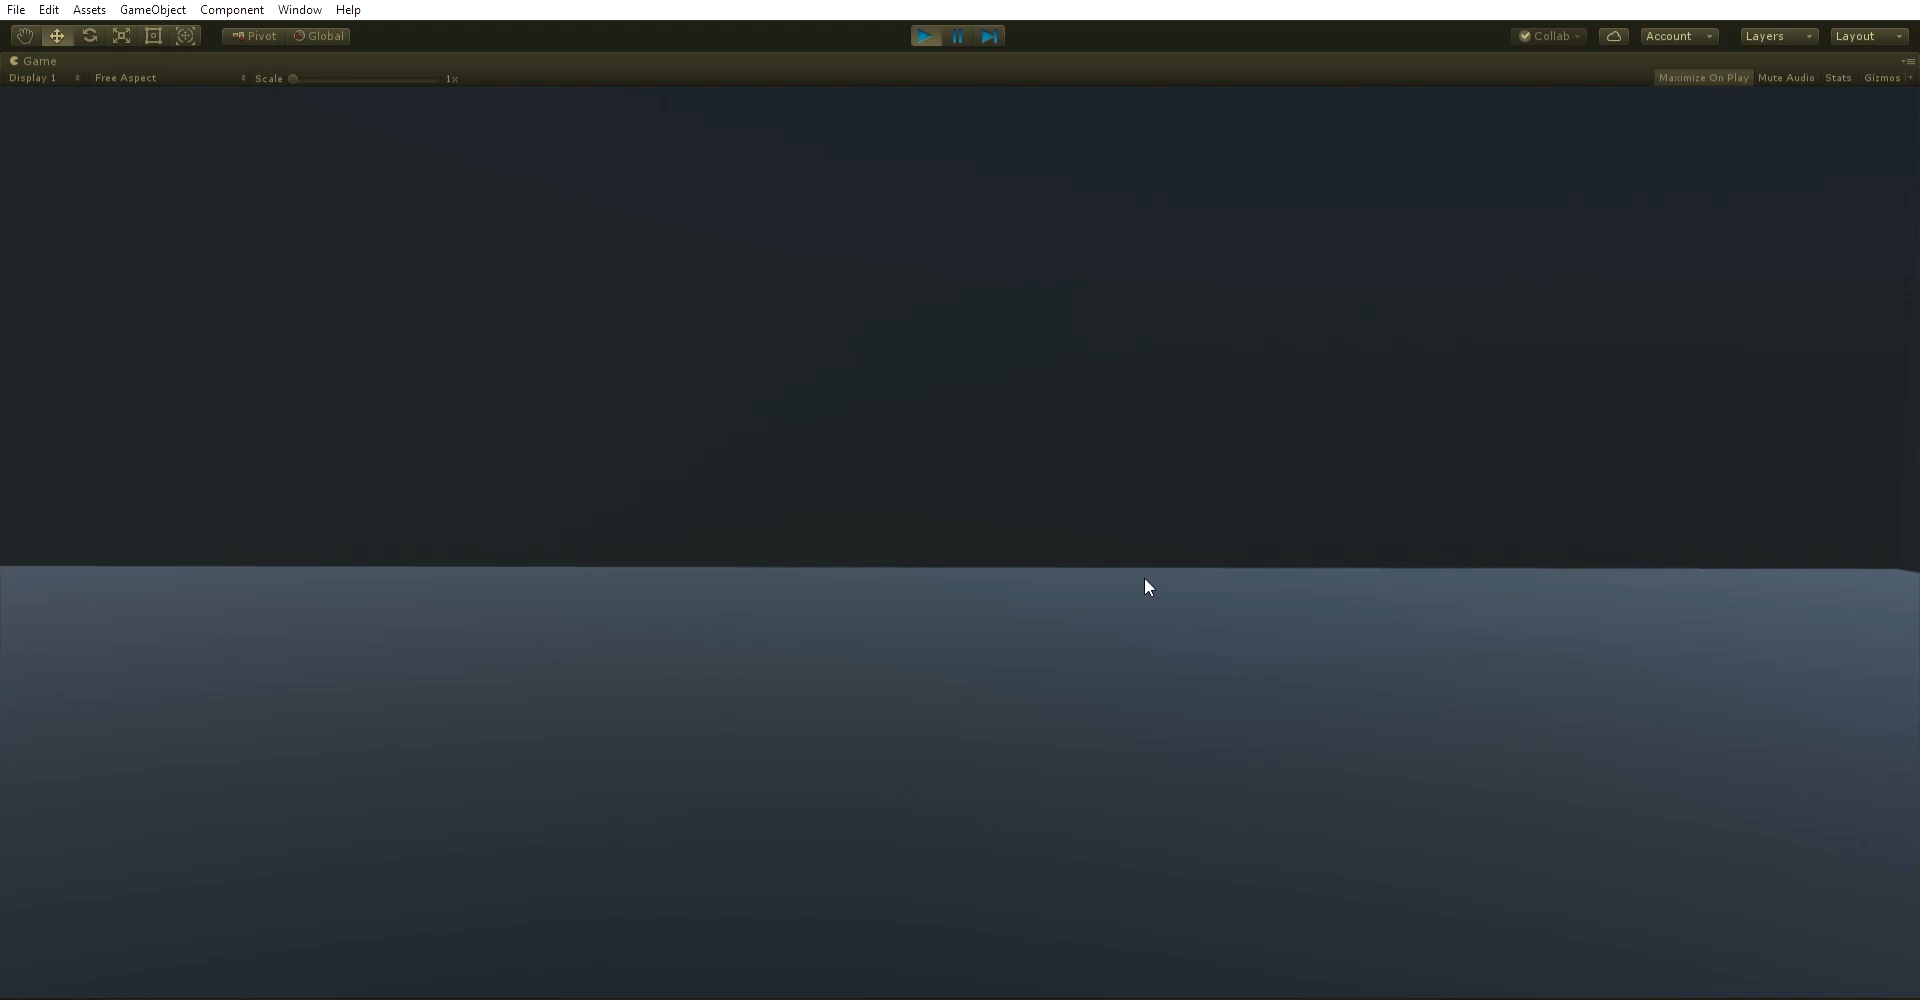 File Edit Assets GameObject Component Window Help
Pivot Global Collab Account Layers Layout
Game
Display 1 Free Aspect Scale 1x Maximize On Play Mute Audio Stats Gizmos